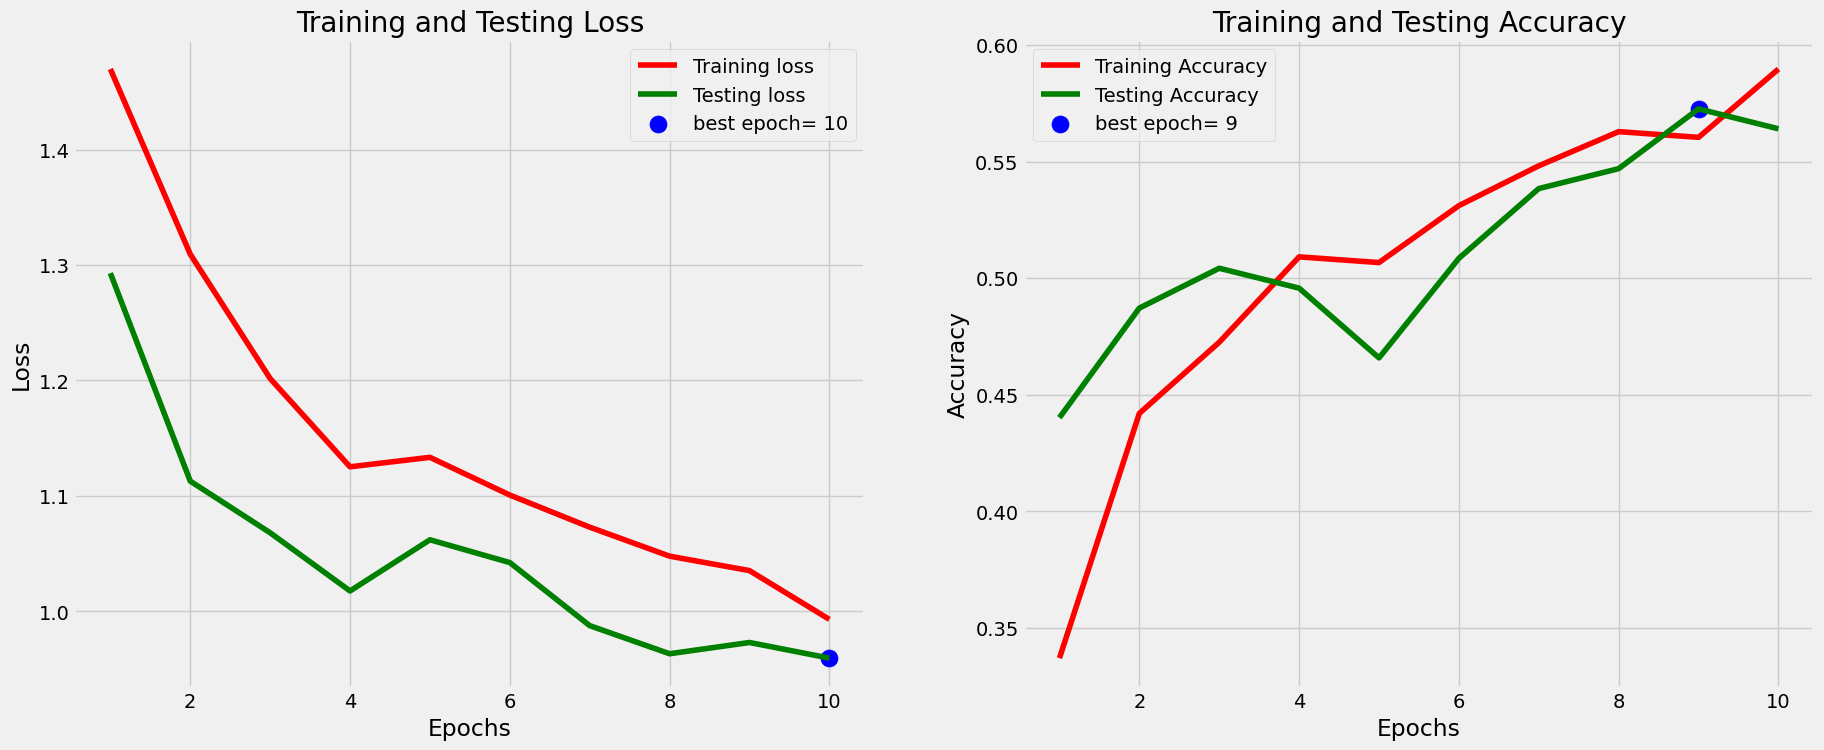 Training and Testing Loss
Training loss
Testing loss
best epoch= 10
1.4
1.3
1.2
1.1
1.0
Loss
2 4 6 8 10
Epochs
Training and Testing Accuracy
Training Accuracy
Testing Accuracy
best epoch= 9
0.60
0.55
0.50
0.45
0.40
0.35
Accuracy
2 4 6 8 10
Epochs